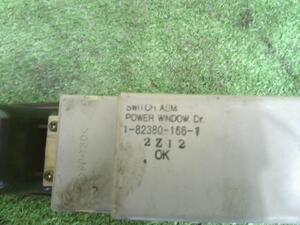 SWITCH ASM
POWER WINDOW, Dr.
1-82380-166-1
2Z12
OK